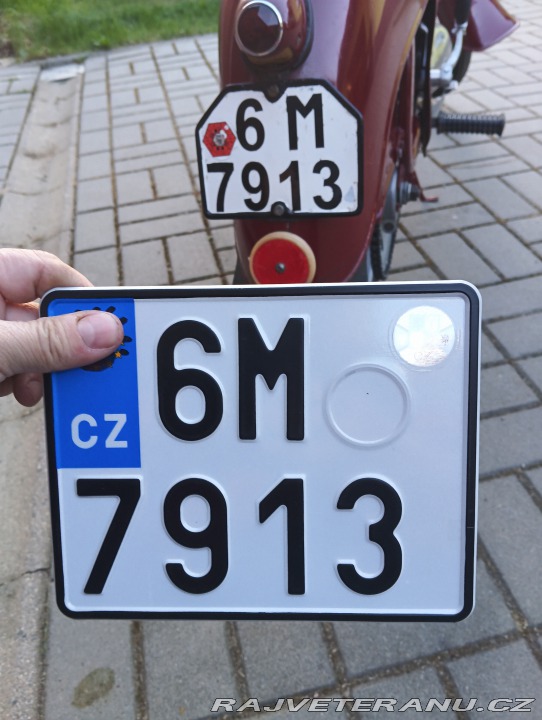 6 M
7913
6M
CZ
7913
RAJVETERANU.CZ